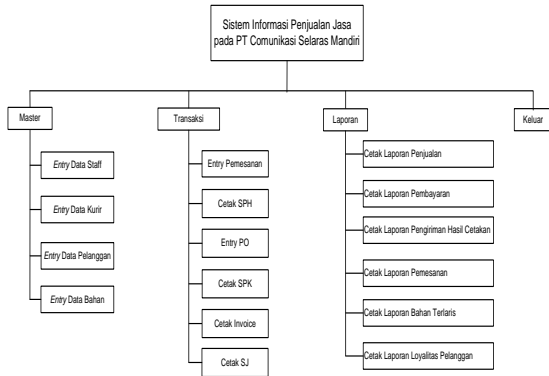 Sistem Informasi Penjualan Jasa
pada PT Comunikasi Selaras Mandiri
Master
Transaksi
Laporan
Keluar
Entry Data Staff
Entry Data Kurir
Entry Data Pelanggan
Entry Data Bahan
Entry Pemesanan
Cetak SPH
Entry PO
Cetak SPK
Cetak Invoice
Cetak SJ
Cetak Laporan Penjualan
Cetak Laporan Pembayaran
Cetak Laporan Pengiriman Hasil Cetakan
Cetak Laporan Pemesanan
Cetak Laporan Bahan Terlaris
Cetak Laporan Loyalitas Pelanggan